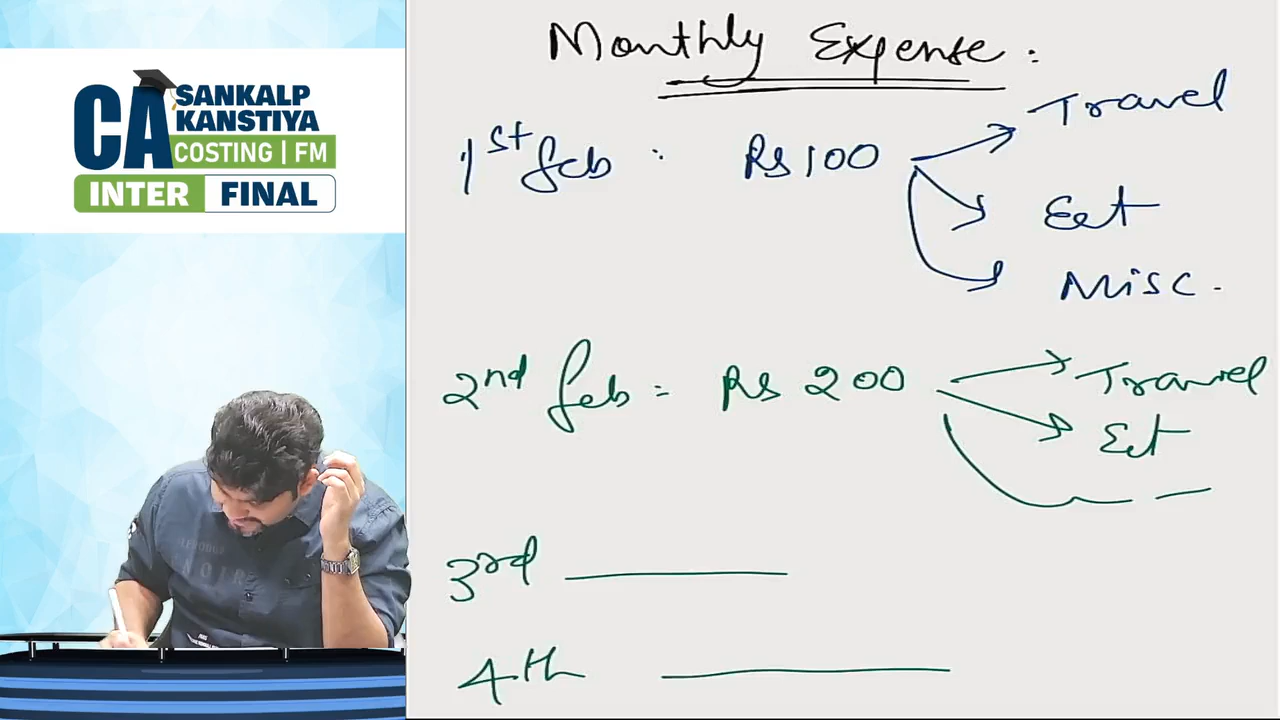 CA SANKALP KANSTIYA
COSTING | FM
INTER FINAL
Monthly Expense :
1st feb : Rs 100
Travel
Eat
Misc.
2nd feb = Rs 200
Travel
Eat
3rd
4th